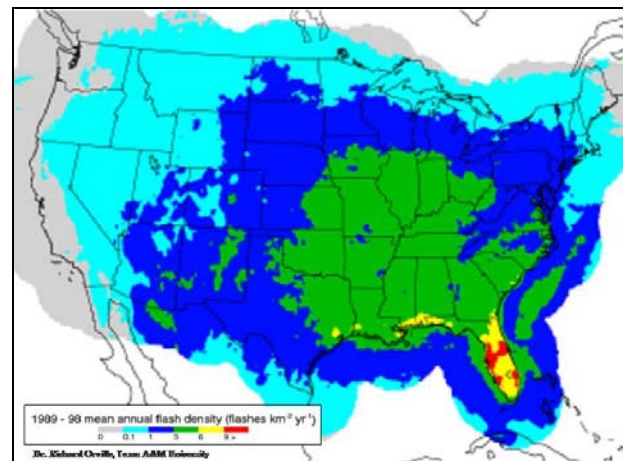 1989 - 98 mean annual flash density (flashes km⁻² yr⁻¹)
0 0.1 1 3 6 9 >
Dr. Richard Orville, Texas A&M University